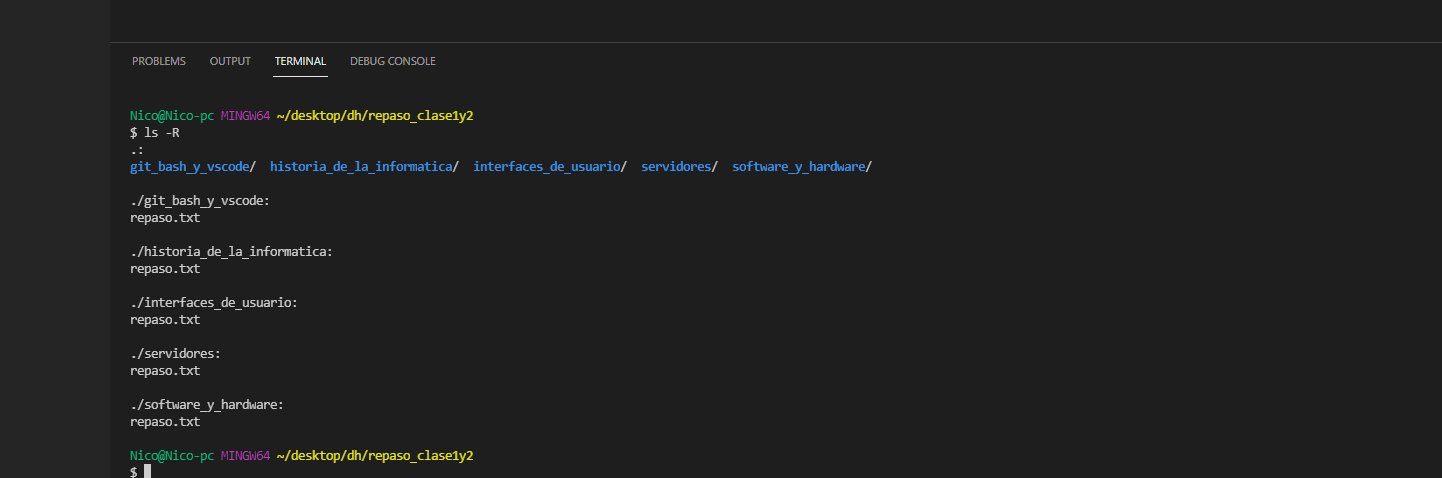 PROBLEMS OUTPUT TERMINAL DEBUG CONSOLE
Nico@Nico-pc MINGW64 ~/desktop/dh/repaso_clase1y2
$ ls -R
.:
git_bash_y_vscode/  historia_de_la_informatica/  interfaces_de_usuario/  servidores/  software_y_hardware/
./git_bash_y_vscode:
repaso.txt
./historia_de_la_informatica:
repaso.txt
./interfaces_de_usuario:
repaso.txt
./servidores:
repaso.txt
./software_y_hardware:
repaso.txt
Nico@Nico-pc MINGW64 ~/desktop/dh/repaso_clase1y2
$